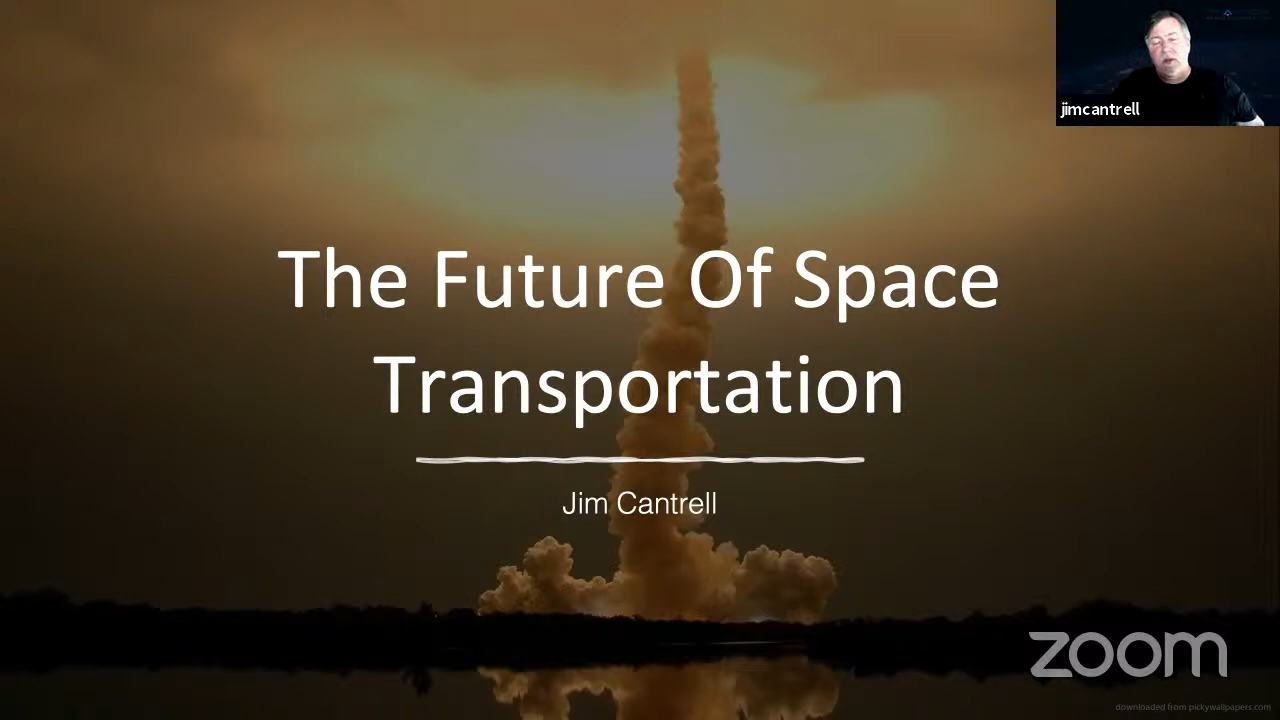 jimcantrell
The Future Of Space
Transportation
Jim Cantrell
zoom
downloaded from pickywallpapers.com